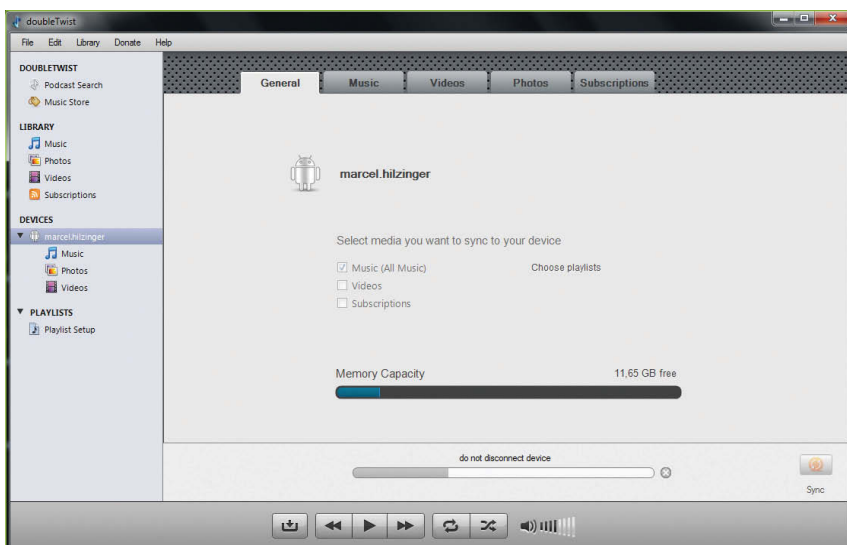 doubleTwist
File Edit Library Donate Help
DOUBLETWIST
Podcast Search
Music Store
LIBRARY
Music
Photos
Videos
Subscriptions
DEVICES
marcel.hilzinger
Music
Photos
Videos
PLAYLISTS
Playlist Setup
General Music Videos Photos Subscriptions
marcel.hilzinger
Select media you want to sync to your device
Music (All Music) Choose playlists
Videos
Subscriptions
Memory Capacity 11,65 GB free
do not disconnect device
Sync